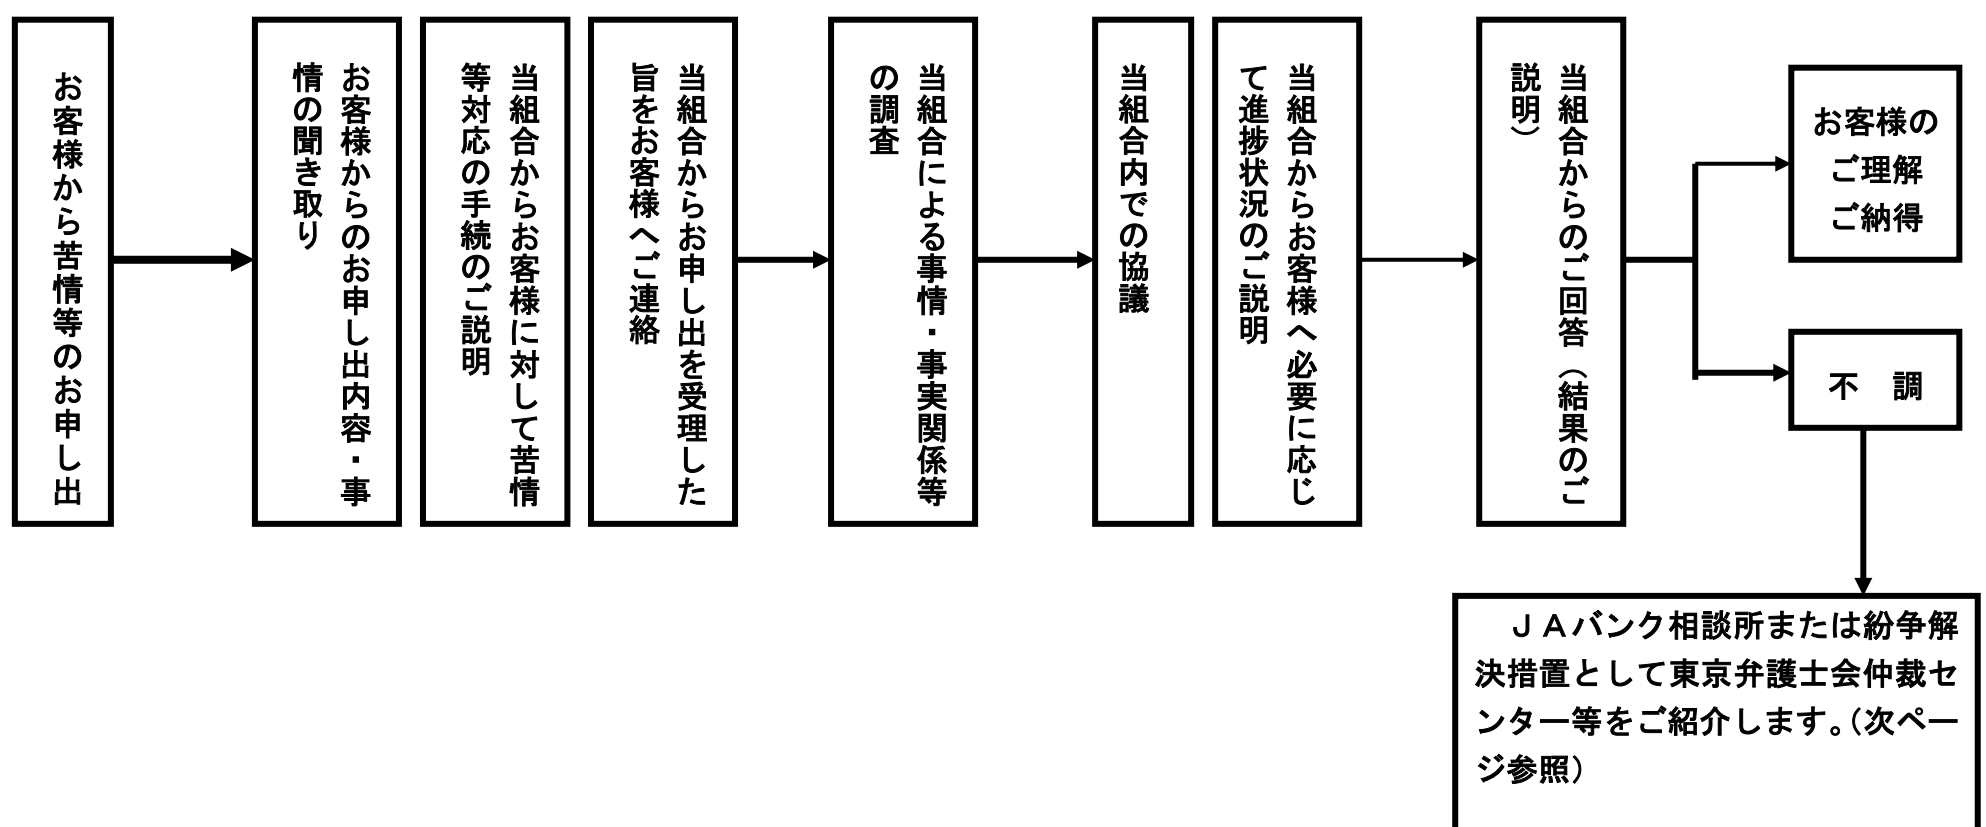 お客様から苦情等のお申し出
お客様からのお申し出内容・事
情の聞き取り
当組合からお客様に対して苦情
等対応の手続のご説明
当組合からお申し出を受理した
旨をお客様へご連絡
当組合による事情・事実関係等
の調査
当組合内での協議
当組合からお客様へ必要に応じ
て進捗状況のご説明
当組合からのご回答（結果のご
説明）
お客様の
ご理解
ご納得
不　調
ＪＡバンク相談所または紛争解
決措置として東京弁護士会仲裁セ
ンター等をご紹介します。（次ペー
ジ参照）